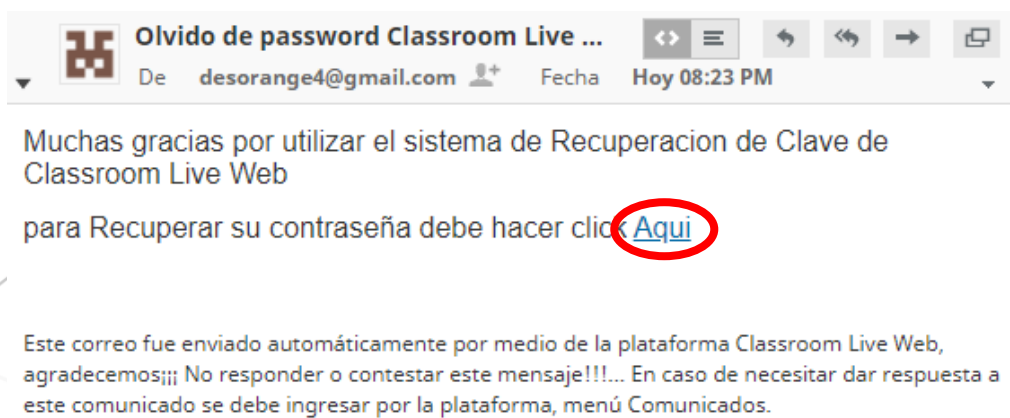 Olvido de password Classroom Live ...
De desorange4@gmail.com Fecha Hoy 08:23 PM
Muchas gracias por utilizar el sistema de Recuperacion de Clave de
Classroom Live Web
para Recuperar su contraseña debe hacer click Aqui
Este correo fue enviado automáticamente por medio de la plataforma Classroom Live Web,
agradecemos¡¡¡ No responder o contestar este mensaje!!!... En caso de necesitar dar respuesta a
este comunicado se debe ingresar por la plataforma, menú Comunicados.